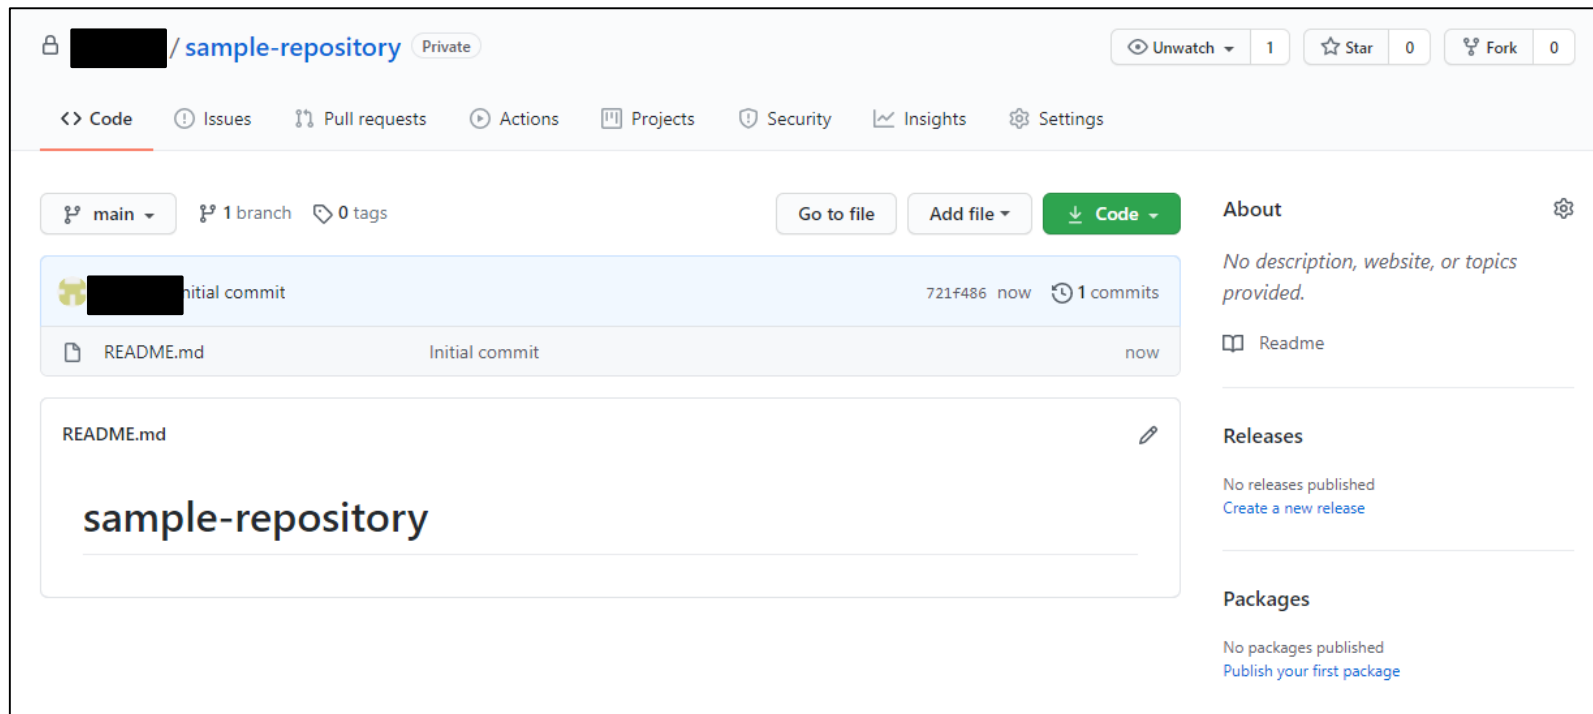 / sample-repository Private Unwatch 1 Star 0 Fork 0
Code Issues Pull requests Actions Projects Security Insights Settings
main 1 branch 0 tags Go to file Add file Code
nitial commit 721f486 now 1 commits
README.md Initial commit now
README.md
sample-repository
About
No description, website, or topics
provided.
Readme
Releases
No releases published
Create a new release
Packages
No packages published
Publish your first package